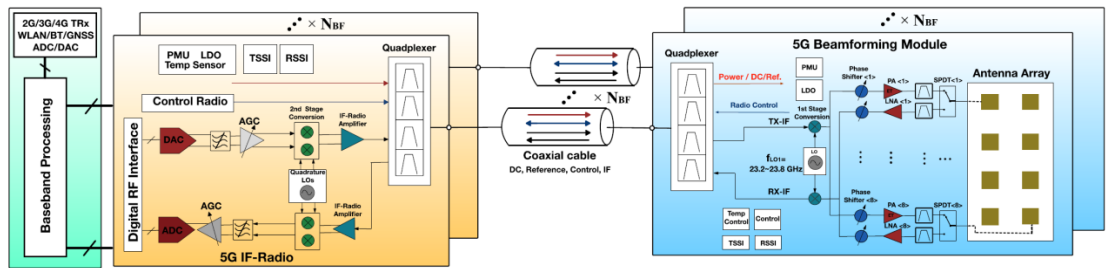 2G/3G/4G TRx
WLAN/BT/GNSS
ADC/DAC
Baseband Processing
× NBF
PMU LDO
Temp Sensor
TSSI
RSSI
Control Radio
Digital RF Interface
DAC
AGC
2nd Stage
Conversion
IF-Radio
Amplifier
Quadrature
LOs
ADC
AGC
IF-Radio
Amplifier
Quadplexer
5G IF-Radio
× NBF
Coaxial cable
DC, Reference, Control, IF
× NBF
5G Beamforming Module
Quadplexer
Power / DC/Ref.
Radio Control
TX-IF
RX-IF
PMU
LDO
1st Stage
Conversion
LO
fLO1=
23.2~23.8 GHz
Temp
Control
Control
TSSI
RSSI
Phase
Shifter <1>
PA <1>
LNA <1>
SPDT<1>
Phase
Shifter <8>
PA <8>
LNA <8>
SPDT<8>
Antenna Array